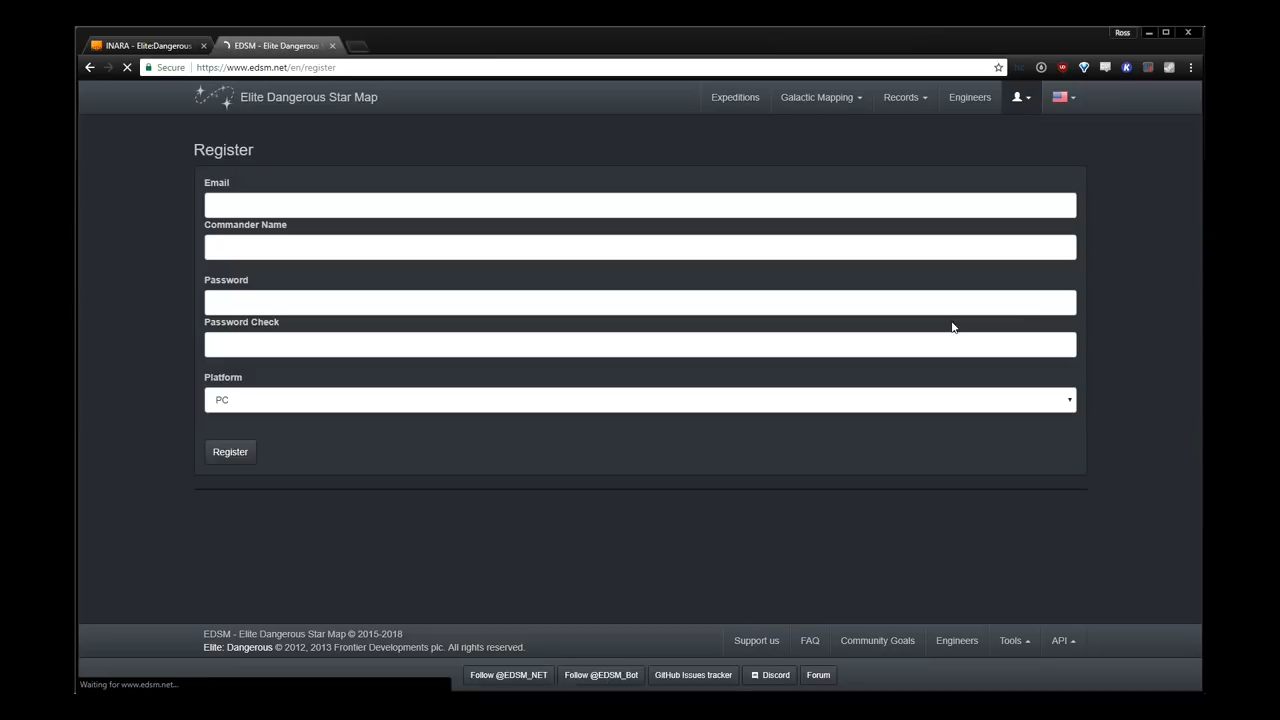 Ross
INARA - Elite:Dangerous
EDSM - Elite Dangerous
Secure https://www.edsm.net/en/register
Elite Dangerous Star Map Expeditions Galactic Mapping Records Engineers
Register
Email
Commander Name
Password
Password Check
Platform
PC
Register
EDSM - Elite Dangerous Star Map © 2015-2018
Elite: Dangerous © 2012, 2013 Frontier Developments plc. All rights reserved.
Support us FAQ Community Goals Engineers Tools API
Follow @EDSM_NET Follow @EDSM_Bot GitHub Issues tracker Discord Forum
Waiting for www.edsm.net...